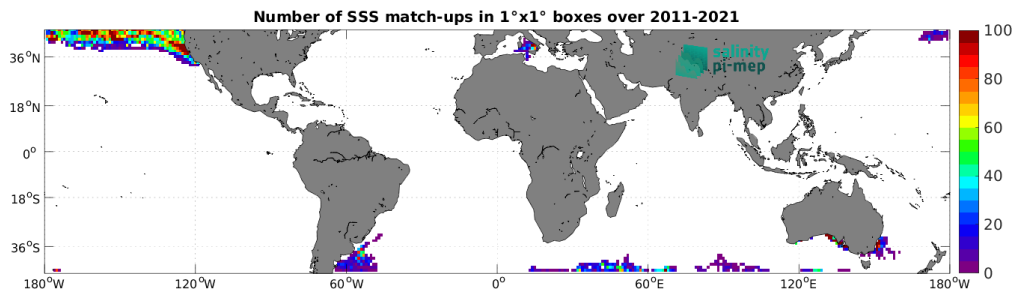 Number of SSS match-ups in 1°x1° boxes over 2011-2021
salinity
pi-mep
36°N
18°N
0°
18°S
36°S
180°W 120°W 60°W 0° 60°E 120°E 180°W
100
80
60
40
20
0